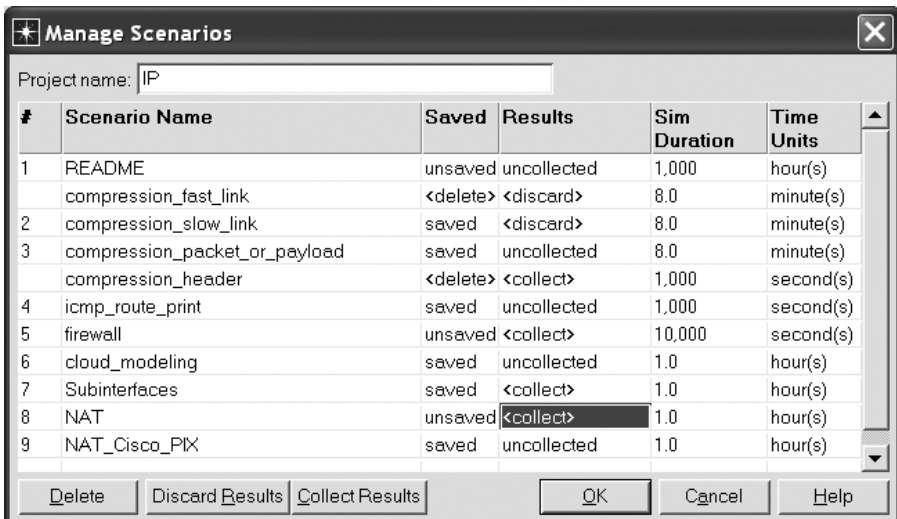 Manage Scenarios
Project name: IP
# Scenario Name Saved Results Sim Duration Time Units
1 README unsaved uncollected 1,000 hour(s)
compression_fast_link <delete> <discard> 8.0 minute(s)
2 compression_slow_link saved <discard> 8.0 minute(s)
3 compression_packet_or_payload saved uncollected 8.0 minute(s)
compression_header <delete> <collect> 1,000 second(s)
4 icmp_route_print saved uncollected 1,000 second(s)
5 firewall unsaved <collect> 10,000 second(s)
6 cloud_modeling saved uncollected 1.0 hour(s)
7 Subinterfaces saved <collect> 1.0 hour(s)
8 NAT unsaved <collect> 1.0 hour(s)
9 NAT_Cisco_PIX saved uncollected 1.0 hour(s)
Delete Discard Results Collect Results OK Cancel Help